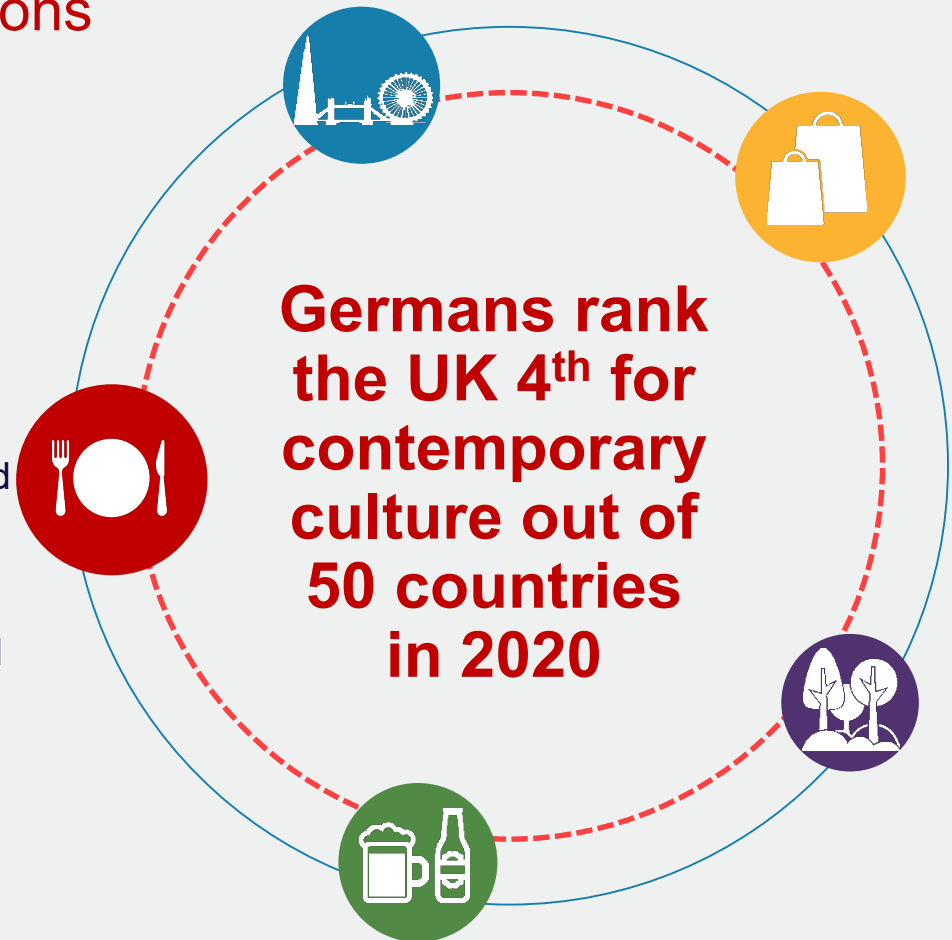 ons
Germans rank
the UK 4th for
contemporary
culture out of
50 countries
in 2020
d